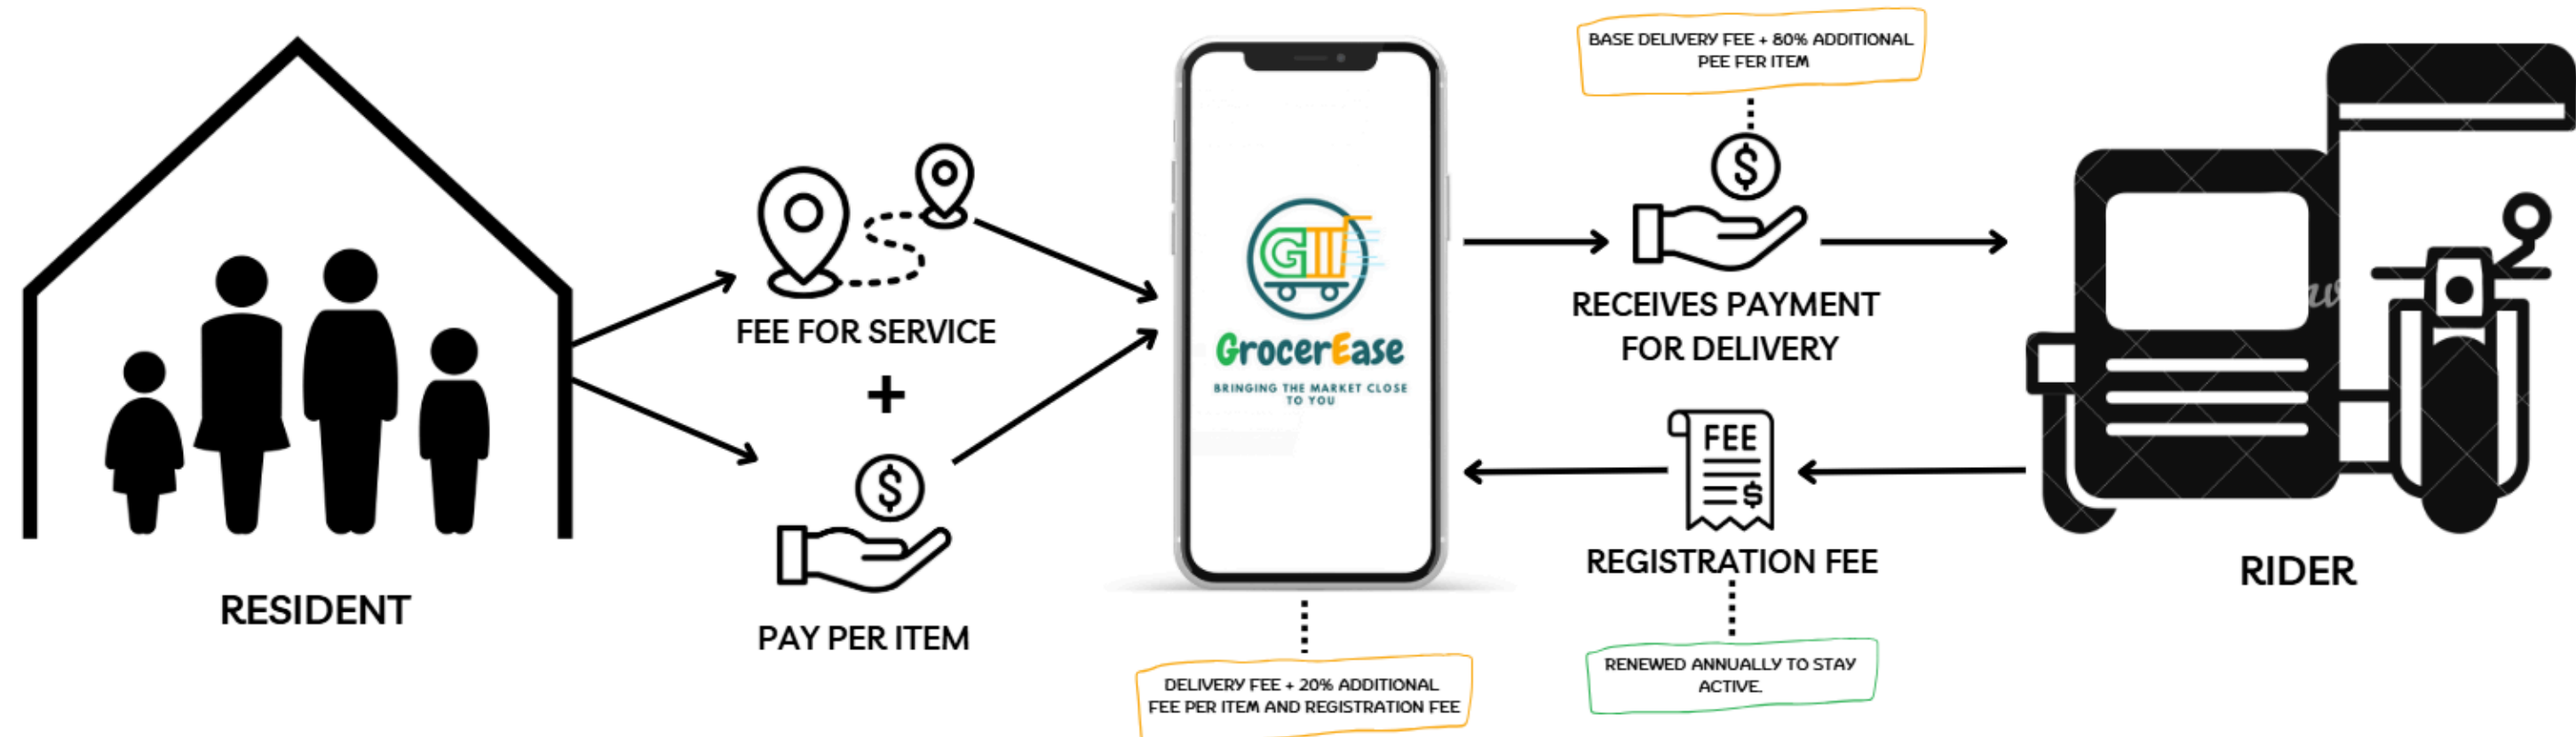 RESIDENT
FEE FOR SERVICE
+
PAY PER ITEM
GrocerEase
BRINGING THE MARKET CLOSE
TO YOU
DELIVERY FEE + 20% ADDITIONAL
FEE PER ITEM AND REGISTRATION FEE
BASE DELIVERY FEE + 80% ADDITIONAL
PEE FER ITEM
$
RECEIVES PAYMENT
FOR DELIVERY
FEE
$
REGISTRATION FEE
RENEWED ANNUALLY TO STAY
ACTIVE.
RIDER
$
G